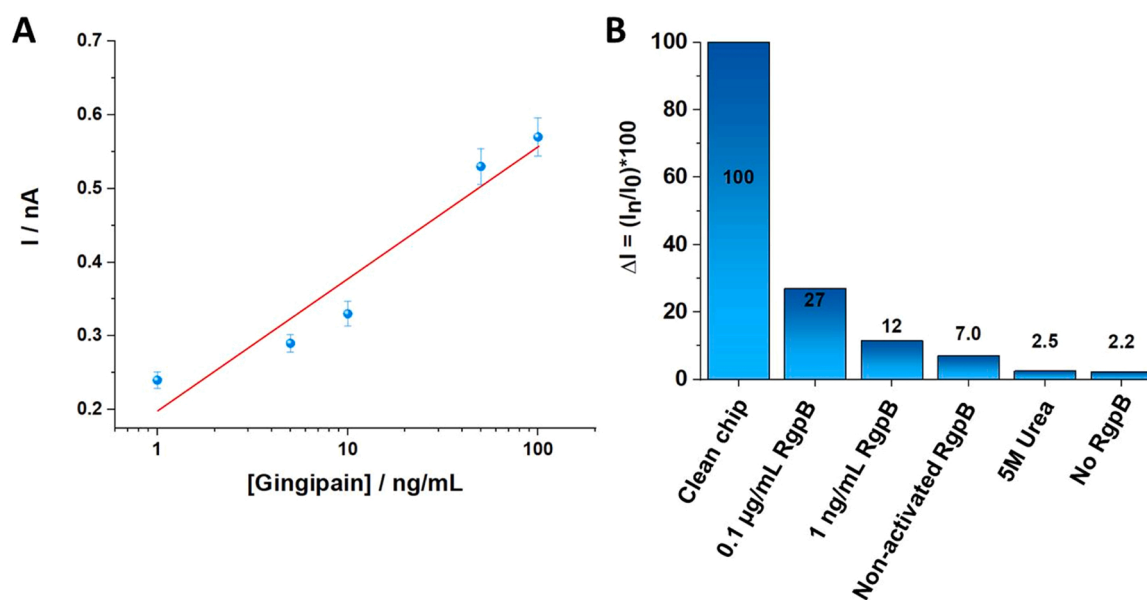 A
0.7
0.6
0.5
0.4
0.3
0.2
I / nA
1
10
100
[Gingipain] / ng/mL
B
100
80
60
40
20
0
ΔI = (In/I0)*100
100
27
12
7.0
2.5
2.2
Clean chip
0.1 µg/mL RgpB
1 ng/mL RgpB
Non-activated RgpB
5M Urea
No RgpB